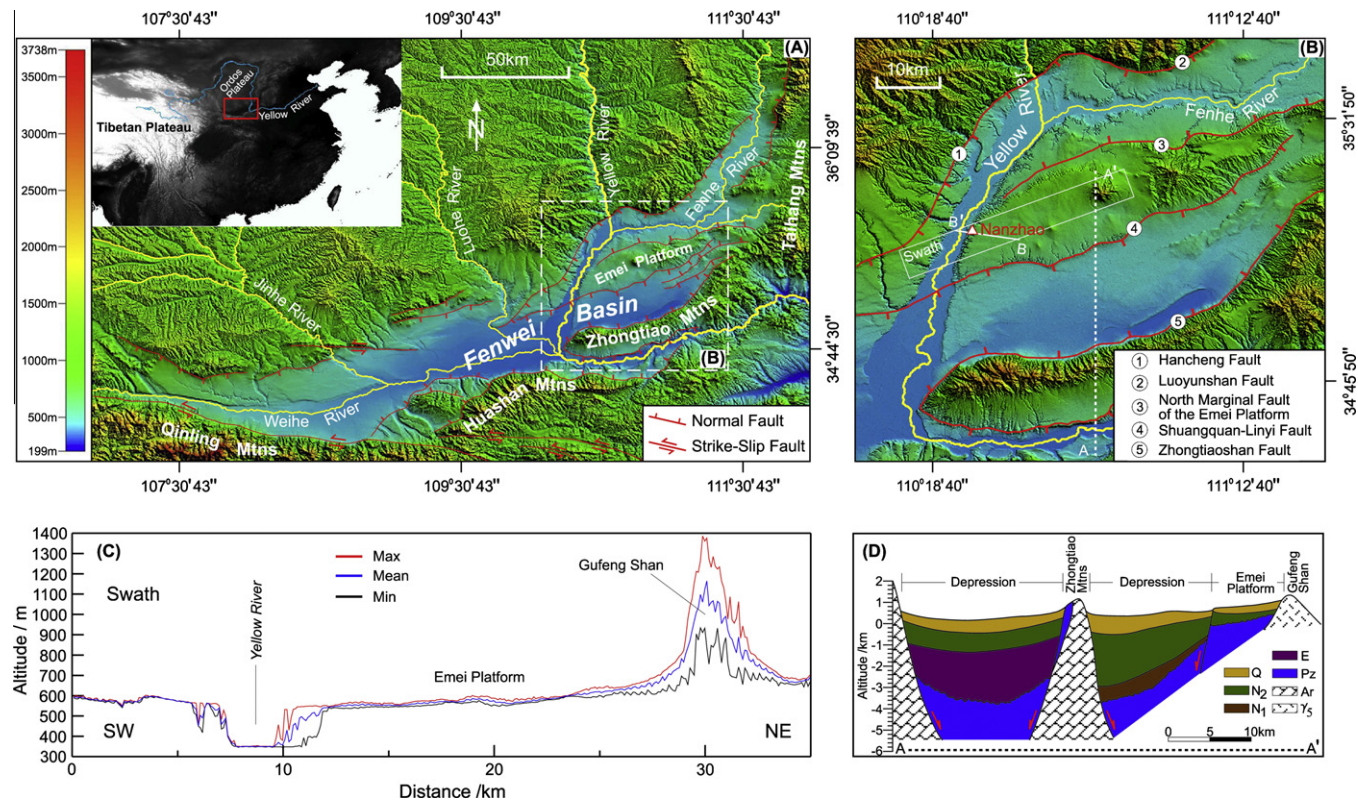 107°30′43″
109°30′43″
111°30′43″
3738m
3500m
3000m
2500m
2000m
1500m
1000m
500m
199m
Ordos
Plateau
Yellow River
Tibetan Plateau
50km
(A)
N
Luohe River
Yellow River
Fenhe River
Taihang Mtns
Jinhe River
Emei Platform
Fenwei Basin
Zhongtiao Mtns
(B)
Weihe River
Huashan Mtns
Qinling Mtns
Normal Fault
Strike-Slip Fault
36°09′39″
34°44′30″
107°30′43″
109°30′43″
111°30′43″
110°18′40″
111°12′40″
10km
(B)
Yellow River
Fenhe River
1
2
3
4
5
A'
B'
Nanzhao
B
Swath
A
1 Hancheng Fault
2 Luoyunshan Fault
3 North Marginal Fault
of the Emei Platform
4 Shuangquan-Linyi Fault
5 Zhongtiaoshan Fault
35°31′50″
34°45′50″
110°18′40″
111°12′40″
(C)
Altitude / m
1400
1300
1200
1100
1000
900
800
700
600
500
400
300
Max
Mean
Min
Swath
Yellow River
Emei Platform
Gufeng Shan
SW
NE
0
10
20
30
Distance /km
(D)
Altitude /km
2
1
0
-1
-2
-3
-4
-5
-6
Depression
Zhongtiao
Mtns
Depression
Emei
Platform
Gufeng
Shan
Q
N2
N1
E
Pz
Ar
γ5
0 5 10km
A
A'